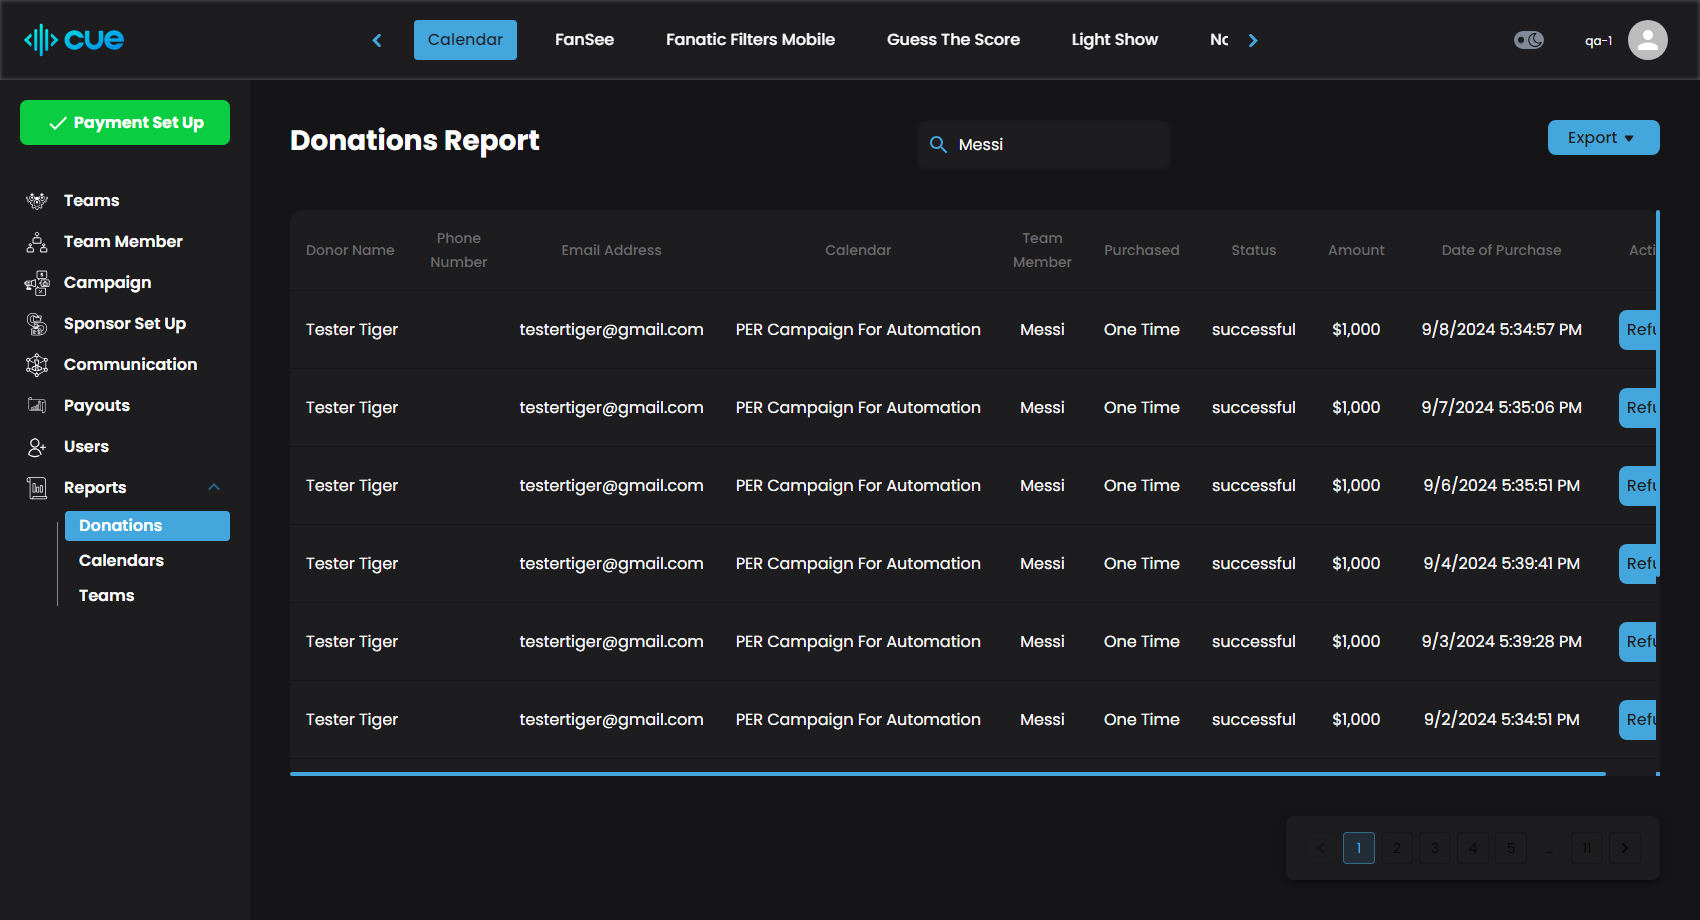 cue
Calendar
FanSee
Fanatic Filters Mobile
Guess The Score
Light Show
qa-1
Payment Set Up
Teams
Team Member
Campaign
Sponsor Set Up
Communication
Payouts
Users
Reports
Donations
Calendars
Teams
Donations Report
Messi
Export
Donor Name Phone Number Email Address Calendar Team Member Purchased Status Amount Date of Purchase Acti
Tester Tiger testertiger@gmail.com PER Campaign For Automation Messi One Time successful $1,000 9/8/2024 5:34:57 PM Refu
Tester Tiger testertiger@gmail.com PER Campaign For Automation Messi One Time successful $1,000 9/7/2024 5:35:06 PM Refu
Tester Tiger testertiger@gmail.com PER Campaign For Automation Messi One Time successful $1,000 9/6/2024 5:35:51 PM Refu
Tester Tiger testertiger@gmail.com PER Campaign For Automation Messi One Time successful $1,000 9/4/2024 5:39:41 PM Refu
Tester Tiger testertiger@gmail.com PER Campaign For Automation Messi One Time successful $1,000 9/3/2024 5:39:28 PM Refu
Tester Tiger testertiger@gmail.com PER Campaign For Automation Messi One Time successful $1,000 9/2/2024 5:34:51 PM Refu
1 2 3 4 5 ... 11